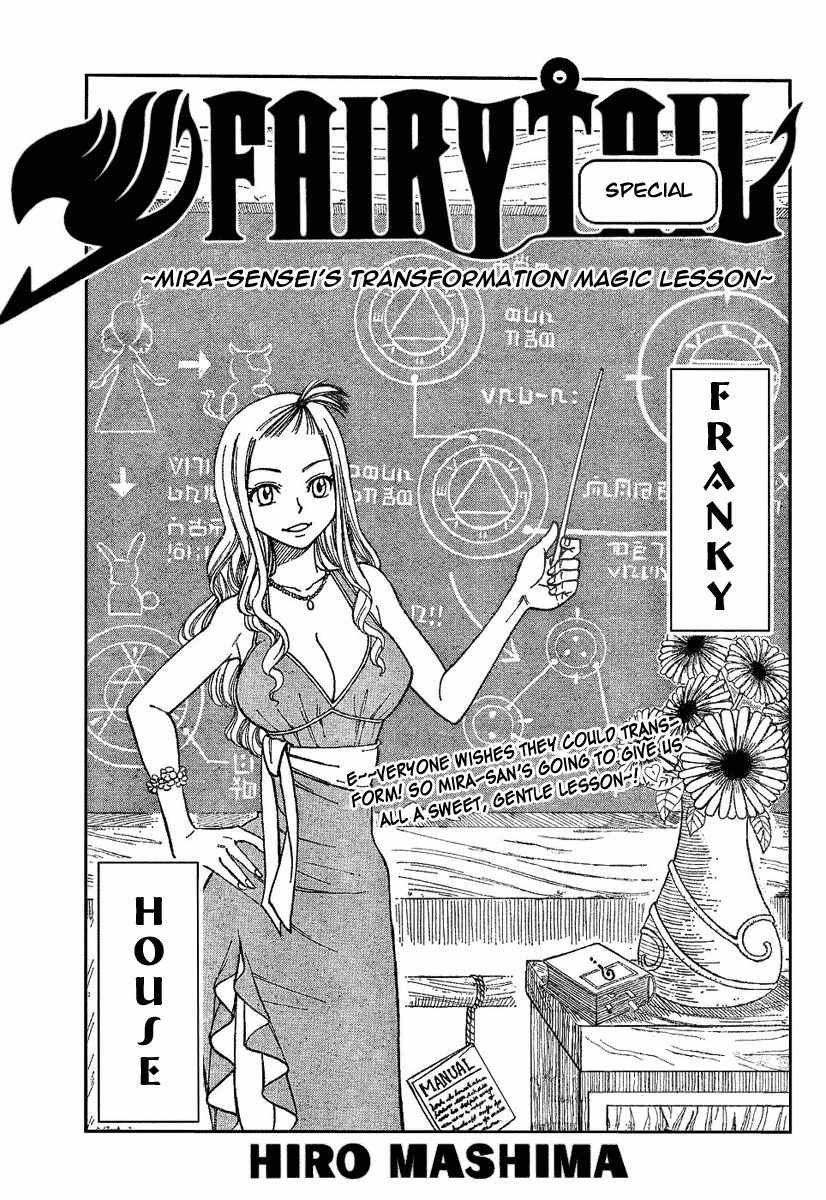 FAIRY TAIL
SPECIAL
~MIRA-SENSEI'S TRANSFORMATION MAGIC LESSON~
FRANKY
E~~VERYONE WISHES THEY COULD TRANS-
FORM! SO MIRA-SAN'S GOING TO GIVE US
ALL A SWEET, GENTLE LESSON~! ♡
HOUSE
MANUAL
HIRO MASHIMA